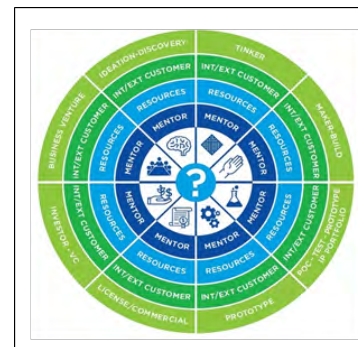 IDEATION-DISCOVERY
TINKER
MAKER-BUILD
POC - TEST - PROTOTYPE
IP PORTFOLIO
PROTOTYPE
LICENSE/COMMERCIAL
INVESTOR - VC
BUSINESS VENTURE
INT/EXT CUSTOMER
INT/EXT CUSTOMER
INT/EXT CUSTOMER
INT/EXT CUSTOMER
INT/EXT CUSTOMER
INT/EXT CUSTOMER
INT/EXT CUSTOMER
INT/EXT CUSTOMER
RESOURCES
RESOURCES
RESOURCES
RESOURCES
RESOURCES
RESOURCES
RESOURCES
RESOURCES
MENTOR
MENTOR
MENTOR
MENTOR
MENTOR
MENTOR
MENTOR
MENTOR
?